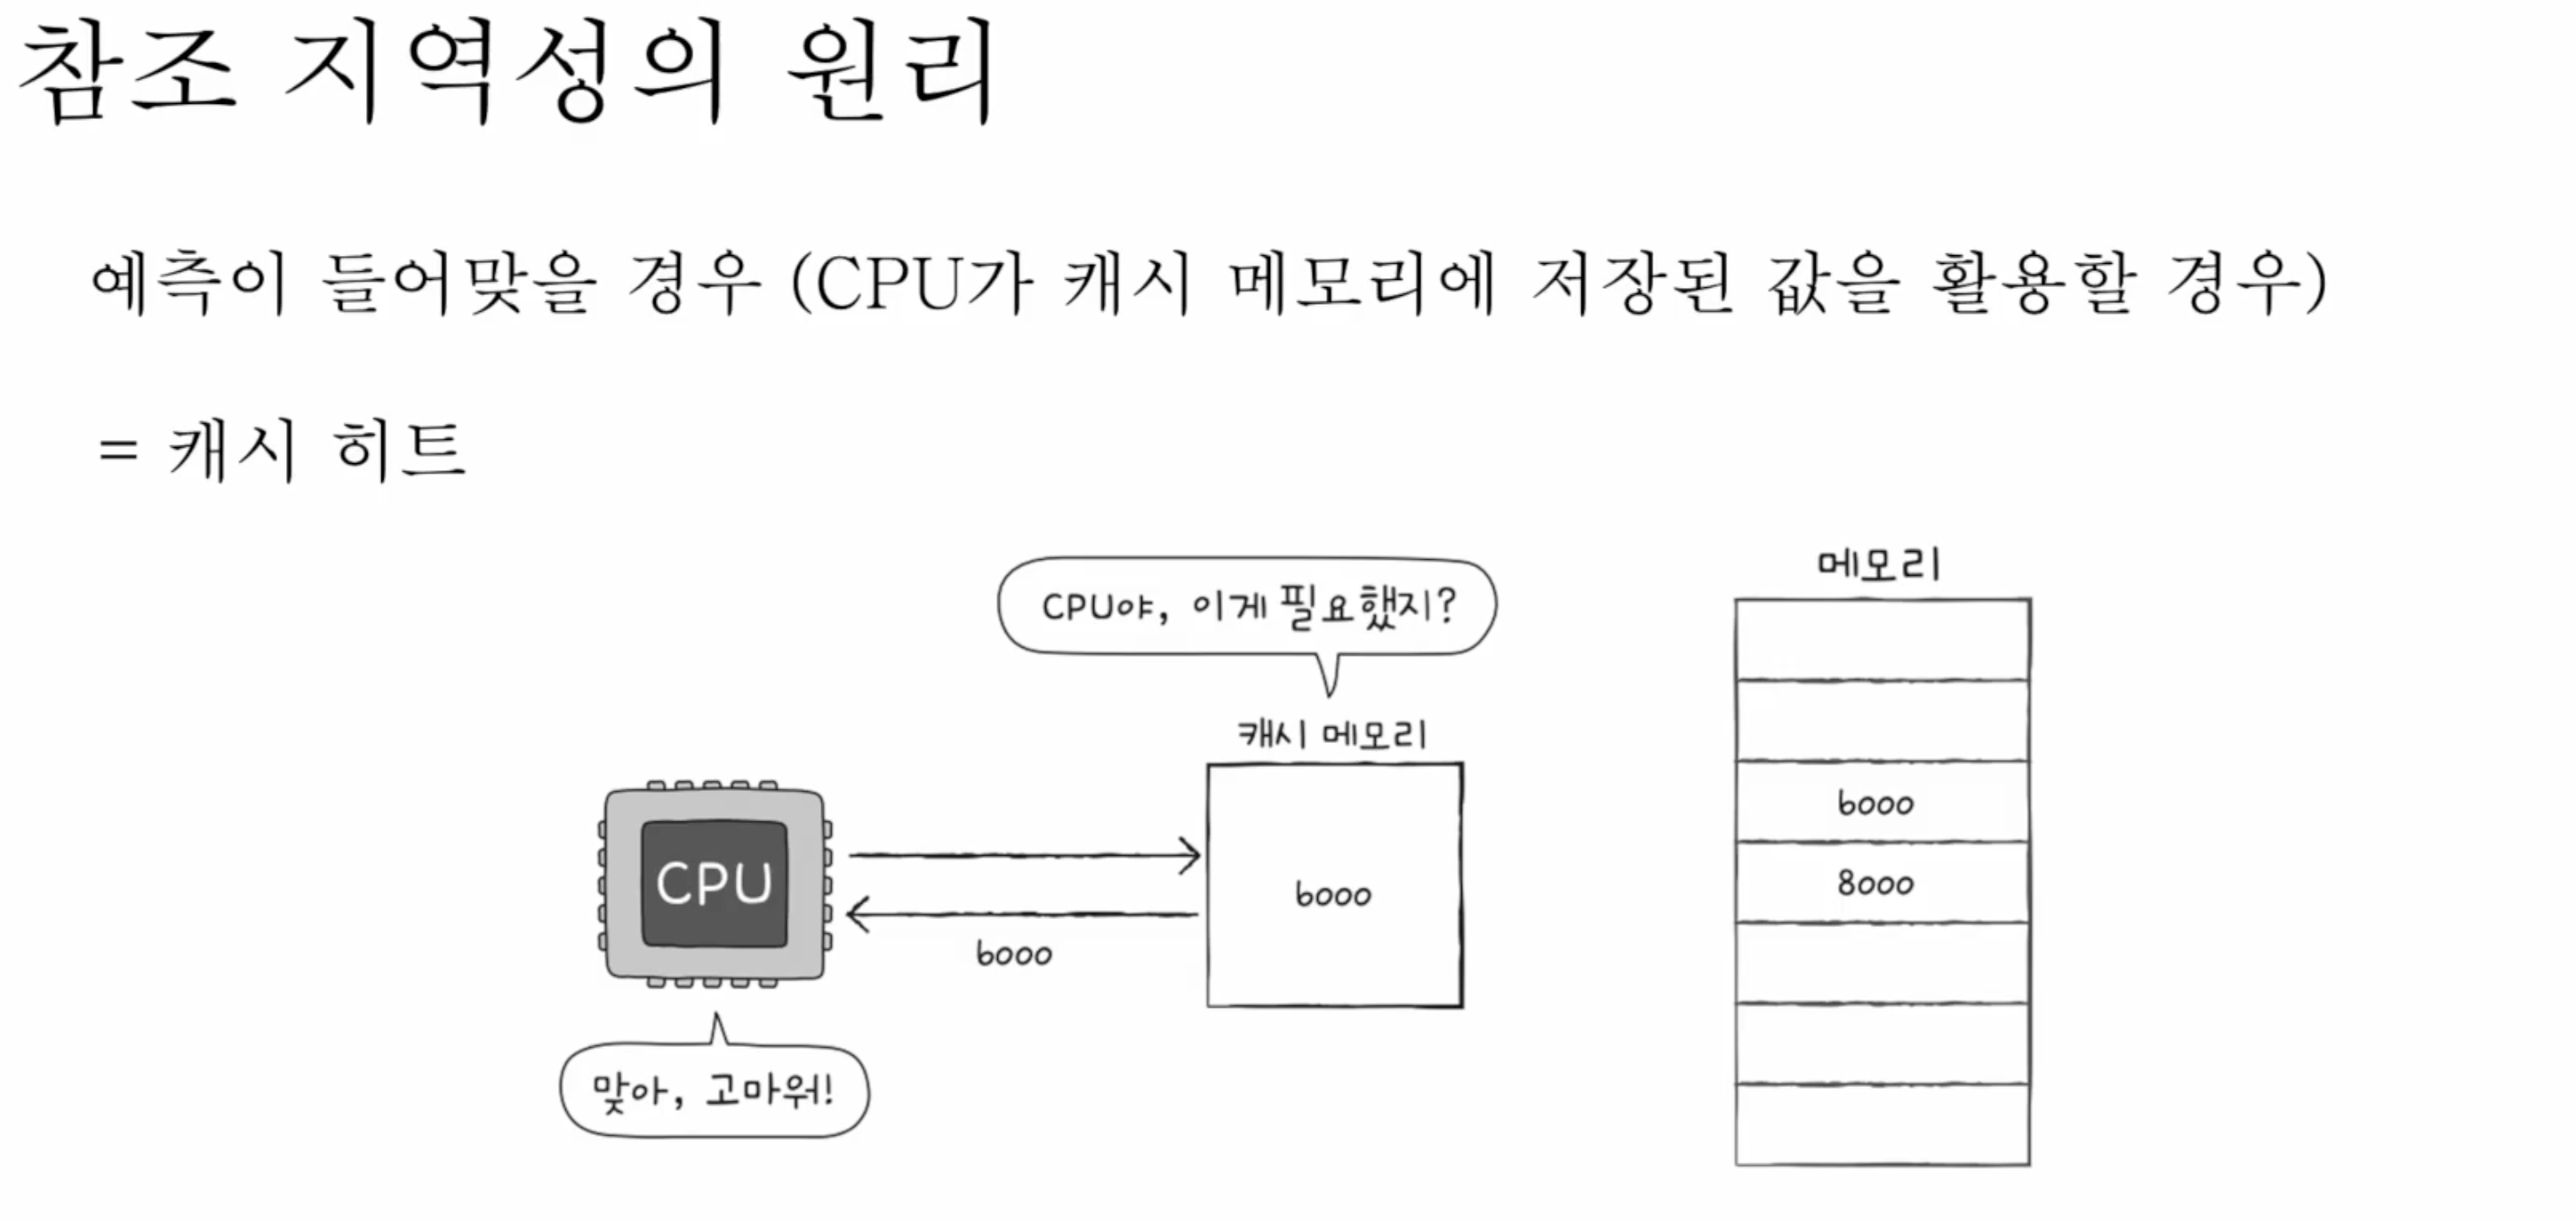 참조 지역성의 원리
예측이 들어맞을 경우 (CPU가 캐시 메모리에 저장된 값을 활용할 경우)
= 캐시 히트
CPU야, 이게 필요했지?
메모리
캐시 메모리
6000
8000
CPU
6000
6000
맞아, 고마워!